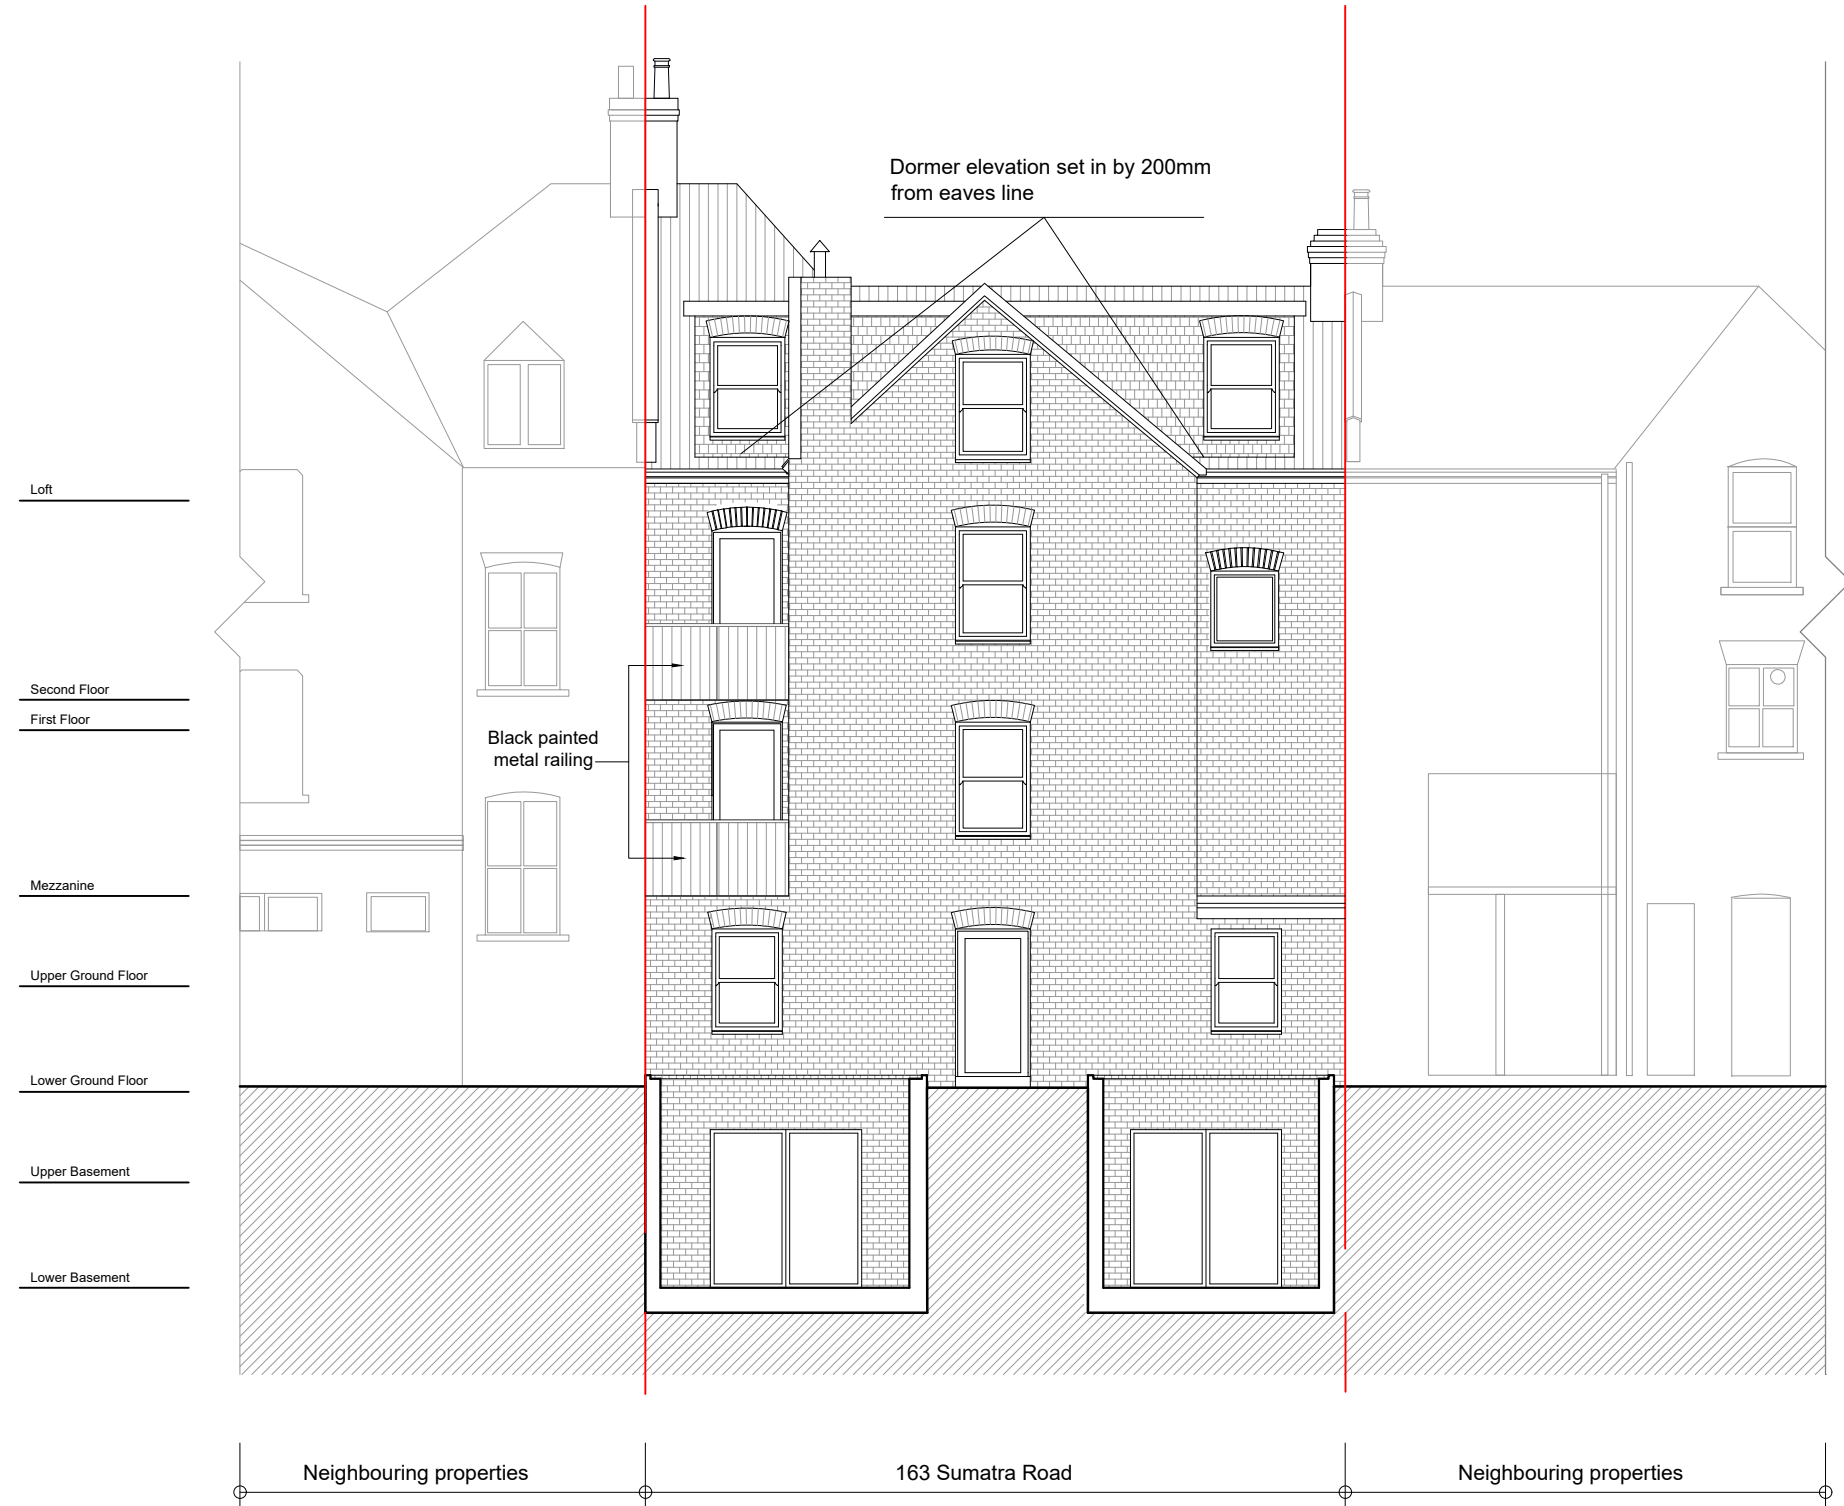 Dormer elevation set in by 200mm
from eaves line
Loft
Second Floor
First Floor
Black painted
metal railing
Mezzanine
Upper Ground Floor
Lower Ground Floor
Upper Basement
Lower Basement
Neighbouring properties
163 Sumatra Road
Neighbouring properties